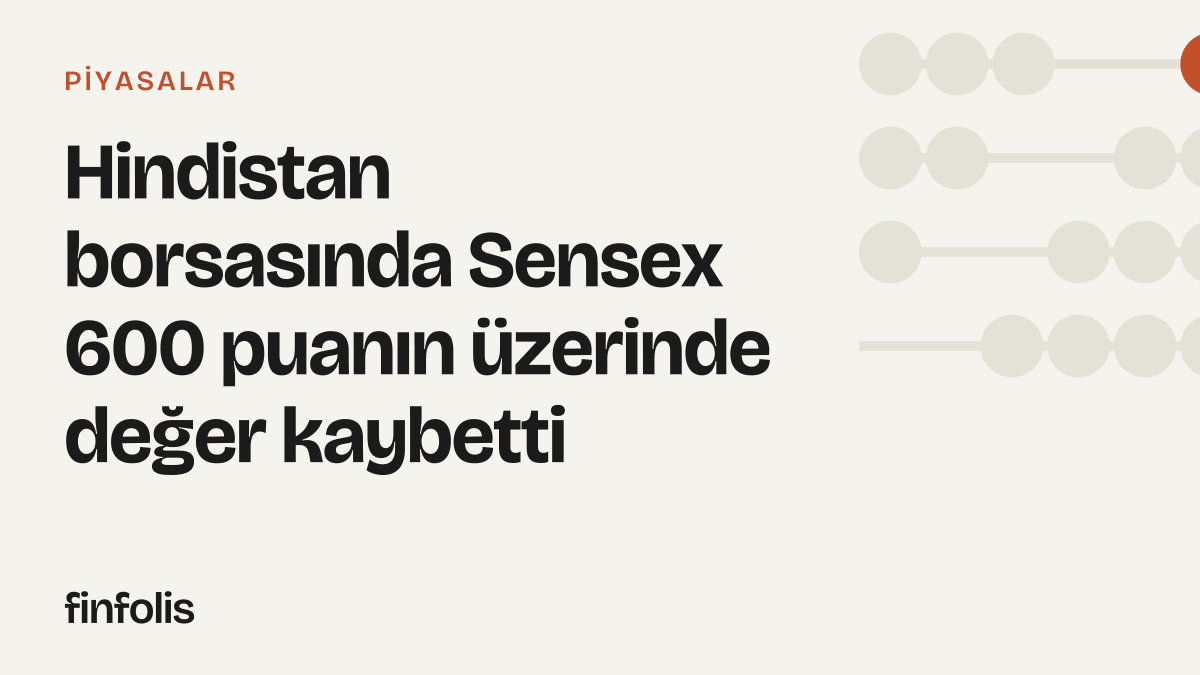 PİYASALAR
Hindistan
borsasında Sensex
600 puanın üzerinde
değer kaybetti
finfolis